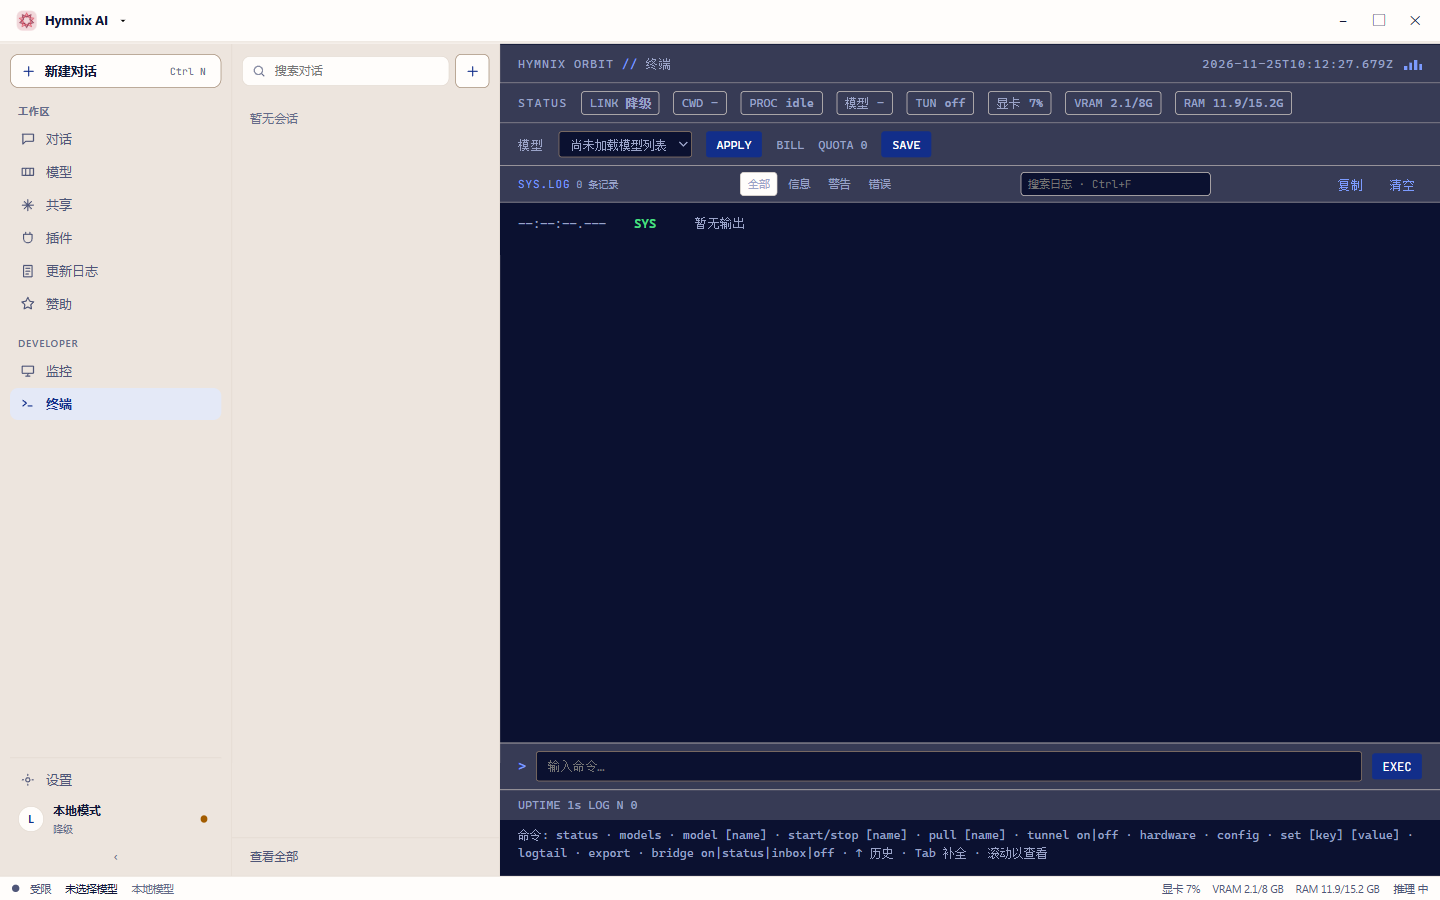 Hymnix AI
新建对话 Ctrl N
工作区
对话
模型
共享
插件
更新日志
赞助
DEVELOPER
监控
终端
设置
L 本地模式
降级
‹
搜索对话
暂无会话
查看全部
HYMNIX ORBIT // 终端 2026-11-25T10:12:27.679Z
STATUS LINK 降级 CWD — PROC idle 模型 — TUN off 显卡 7% VRAM 2.1/8G RAM 11.9/15.2G
模型 尚未加载模型列表 APPLY BILL QUOTA 0 SAVE
SYS.LOG 0 条记录 全部 信息 警告 错误 搜索日志 · Ctrl+F 复制 清空
--:--:--.--- SYS 暂无输出
> 输入命令… EXEC
UPTIME 1s LOG N 0
命令: status · models · model [name] · start/stop [name] · pull [name] · tunnel on|off · hardware · config · set [key] [value] ·
logtail · export · bridge on|status|inbox|off · ↑ 历史 · Tab 补全 · 滚动以查看
受限 未选择模型 本地模型 显卡 7% VRAM 2.1/8 GB RAM 11.9/15.2 GB 推理 中